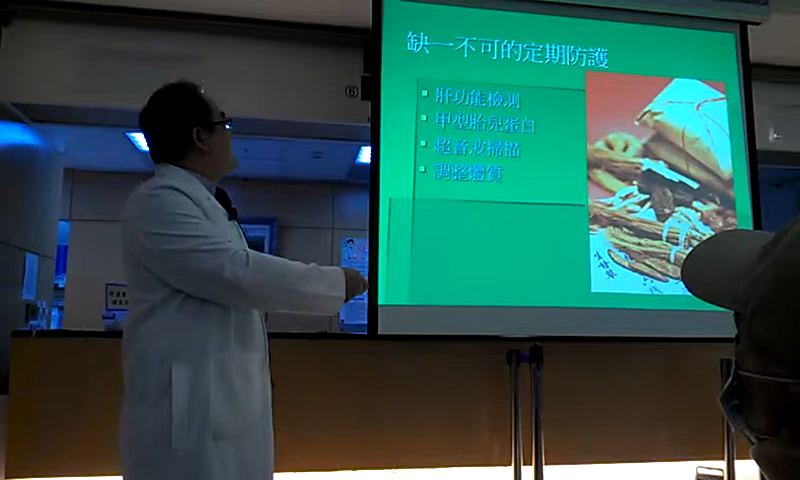 缺一不可的定期防護
肝功能檢測
甲型胎兒蛋白
超音波掃描
調整體質
⑥